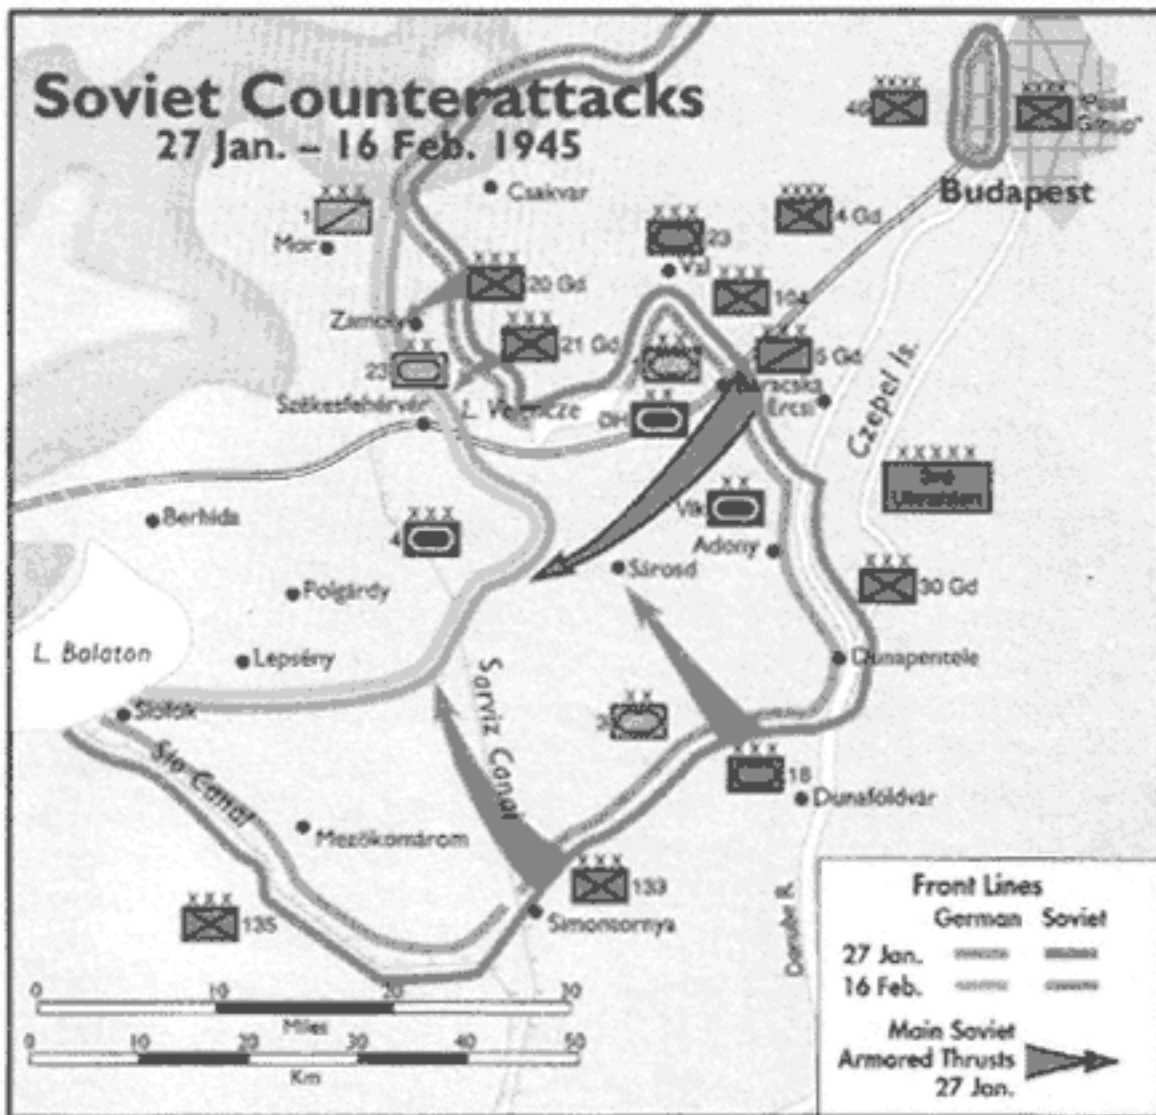 Soviet Counterattacks
27 Jan. – 16 Feb. 1945
x x x x
46
x x x x
"Pest
Group"
Budapest
Csakvar
x x x
1
Mor
x x x x
4 Gd
x x x
23
Val
x x x
20 Gd
x x x
104
Zamoly
x x x
21 Gd
x x x
5 Gd
23
x x
Baracska
Ercsi
Czepel Is.
Székesfehérvár
L. Velencze
x x
x x x x x
3rd
Ukrainian
x x
Vik
Berhida
x x x
4
Adony
Sárosd
x x x
30 Gd
Polgárdy
L. Balaton
Lepsény
Dunapentele
Siofok
Sarviz Canal
x x
3
Sio Canal
x x x
18
Dunaföldvár
Mezökomárom
x x x
133
x x x
135
Simontornya
Danube R.
0 10 20 30
Miles
0 10 20 30 40 50
Km
Front Lines
German Soviet
27 Jan.
16 Feb.
Main Soviet
Armored Thrusts
27 Jan.